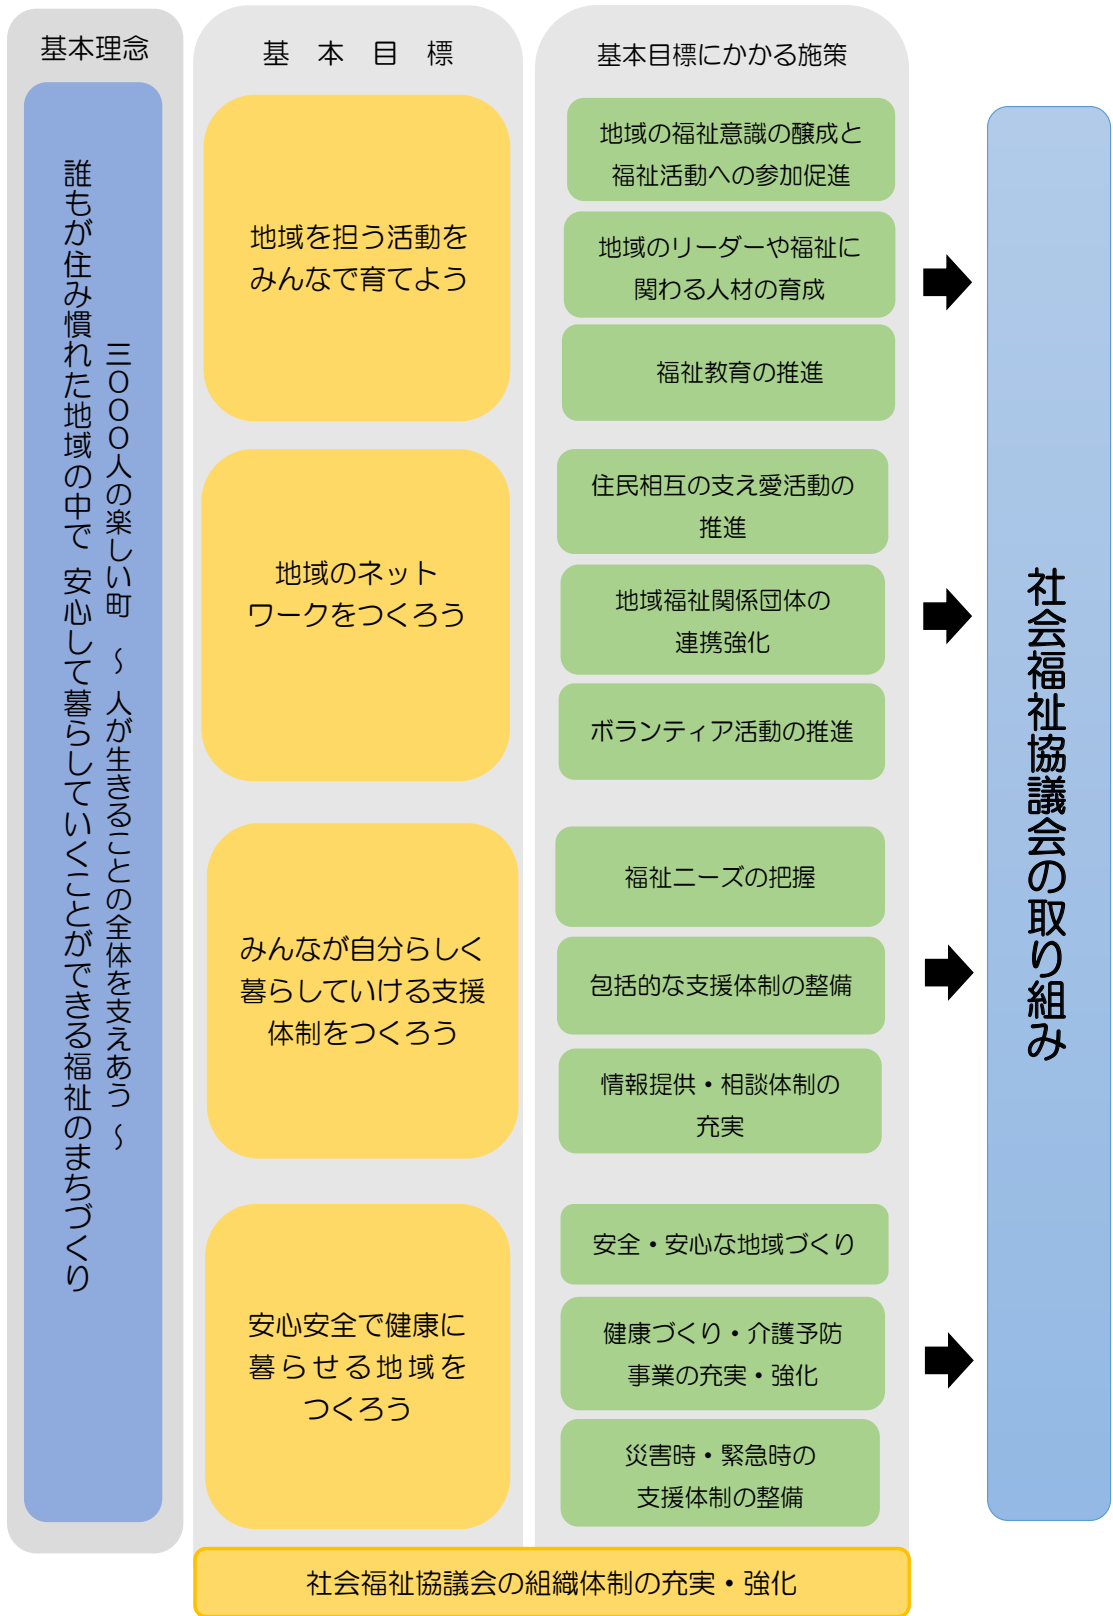 基本理念
三〇〇〇人の楽しい町　～　人が生きることの全体を支えあう　～
誰もが住み慣れた地域の中で　安心して暮らしていくことができる福祉のまちづくり
基　本　目　標
基本目標にかかる施策
地域を担う活動を
みんなで育てよう
地域の福祉意識の醸成と
福祉活動への参加促進
地域のリーダーや福祉に
関わる人材の育成
福祉教育の推進
地域のネット
ワークをつくろう
住民相互の支え愛活動の
推進
地域福祉関係団体の
連携強化
ボランティア活動の推進
みんなが自分らしく
暮らしていける支援
体制をつくろう
福祉ニーズの把握
包括的な支援体制の整備
情報提供・相談体制の
充実
安心安全で健康に
暮らせる地域を
つくろう
安全・安心な地域づくり
健康づくり・介護予防
事業の充実・強化
災害時・緊急時の
支援体制の整備
社会福祉協議会の取り組み
社会福祉協議会の組織体制の充実・強化